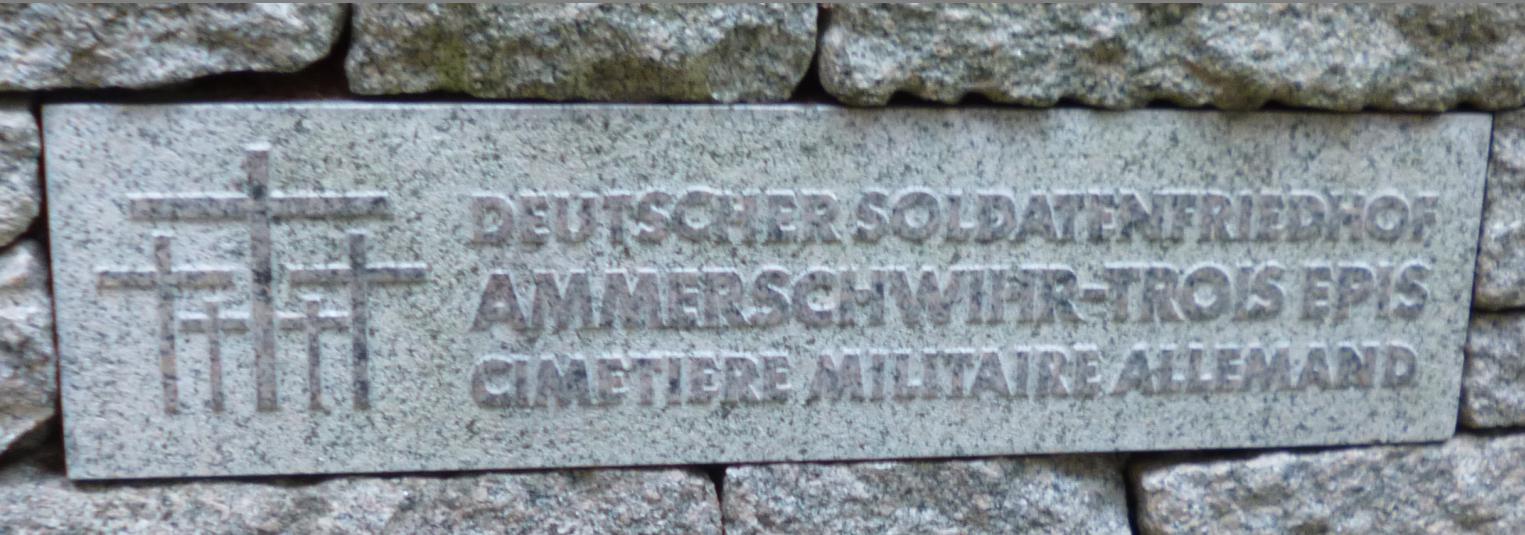 DEUTSCHER SOLDATENFRIEDHOF
AMMERSCHWIHR-TROIS EPIS
CIMETIERE MILITAIRE ALLEMAND